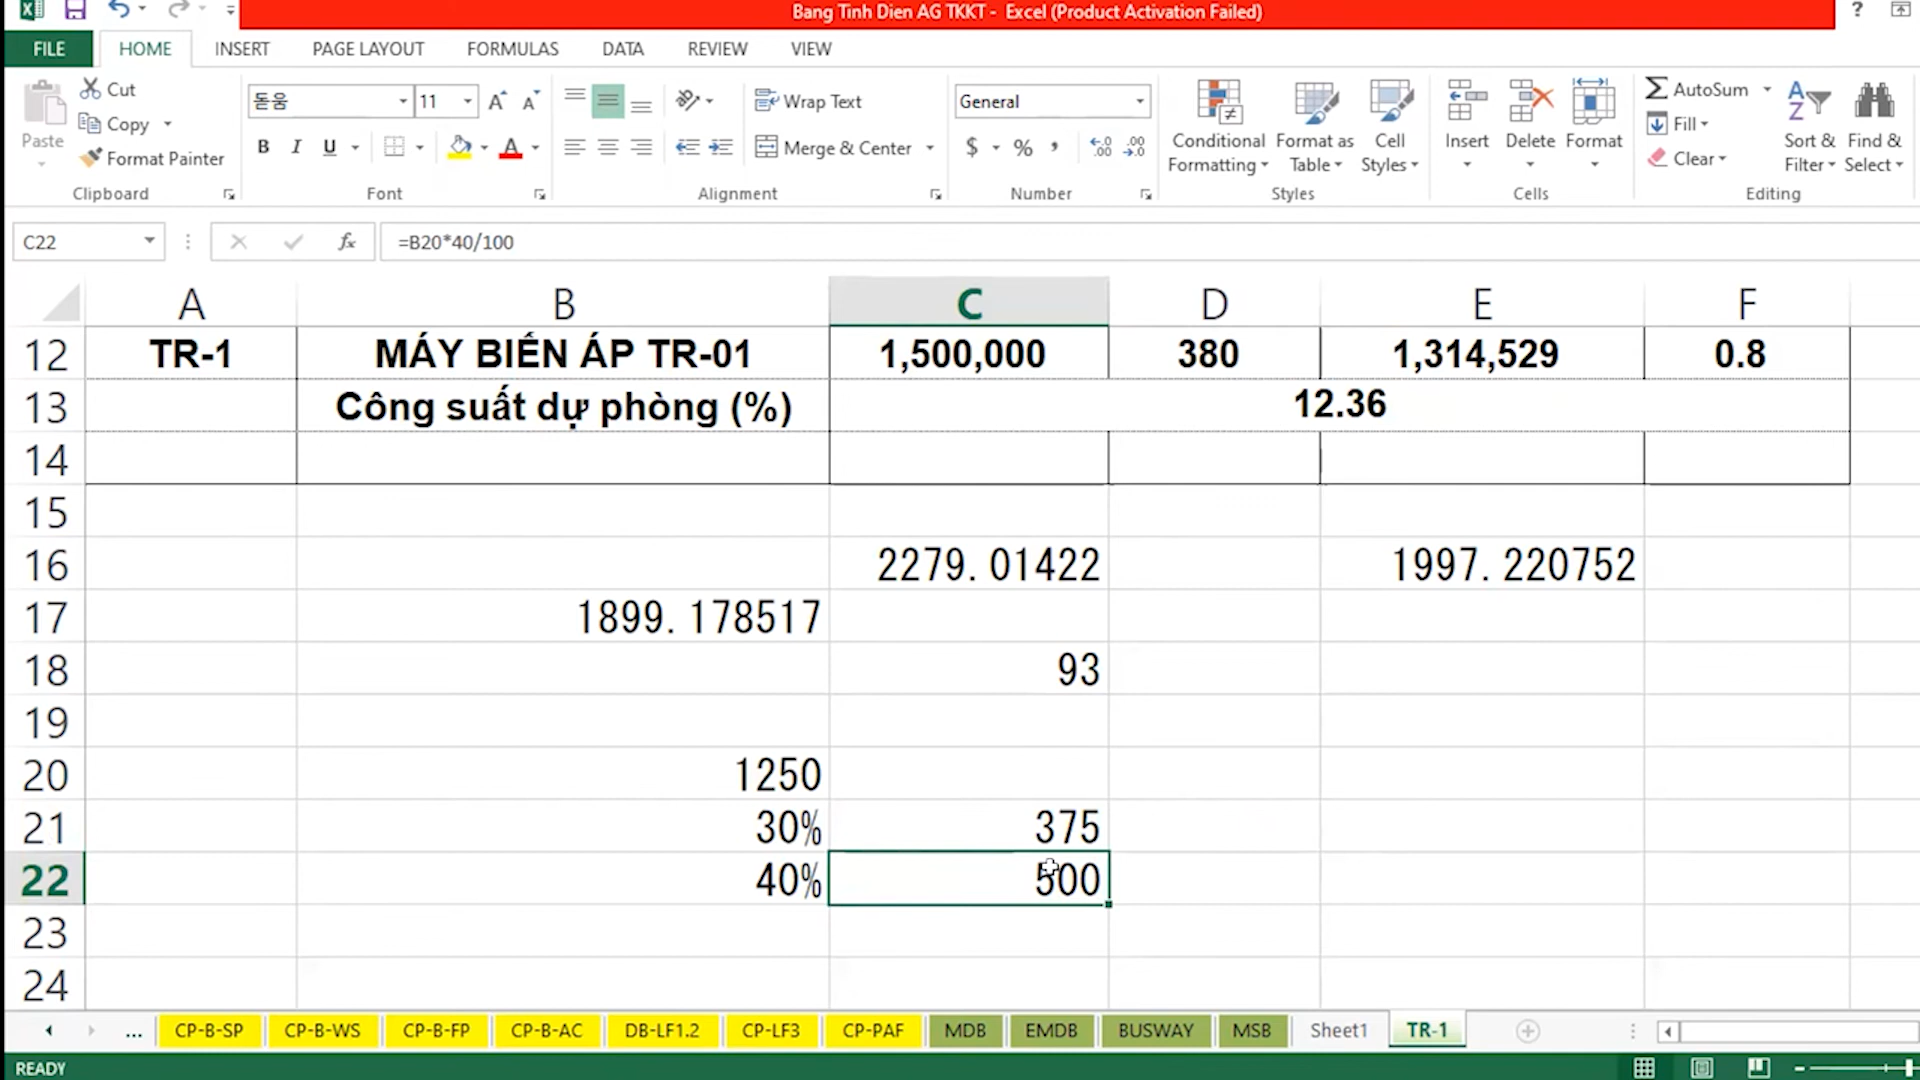 Bang Tinh Dien AG TKKT - Excel (Product Activation Failed)
?
FILE HOME INSERT PAGE LAYOUT FORMULAS DATA REVIEW VIEW
Cut
Copy
Format Painter
Paste
Clipboard
돋움 11
A A
B I U A
Font
Wrap Text
Merge & Center
Alignment
General
$ % ,
Number
Conditional Formatting
Format as Table
Cell Styles
Styles
Insert Delete Format
Cells
AutoSum
Fill
Clear
Sort & Filter
Find & Select
Editing
C22 fx =B20*40/100
A B C D E F
12 TR-1 MÁY BIẾN ÁP TR-01 1,500,000 380 1,314,529 0.8
13 Công suất dự phòng (%) 12.36
14
15
16 2279.01422 1997.220752
17 1899.178517
18 93
19
20 1250
21 30% 375
22 40% 500
23
24
... CP-B-SP CP-B-WS CP-B-FP CP-B-AC DB-LF1.2 CP-LF3 CP-PAF MDB EMDB BUSWAY MSB Sheet1 TR-1
READY